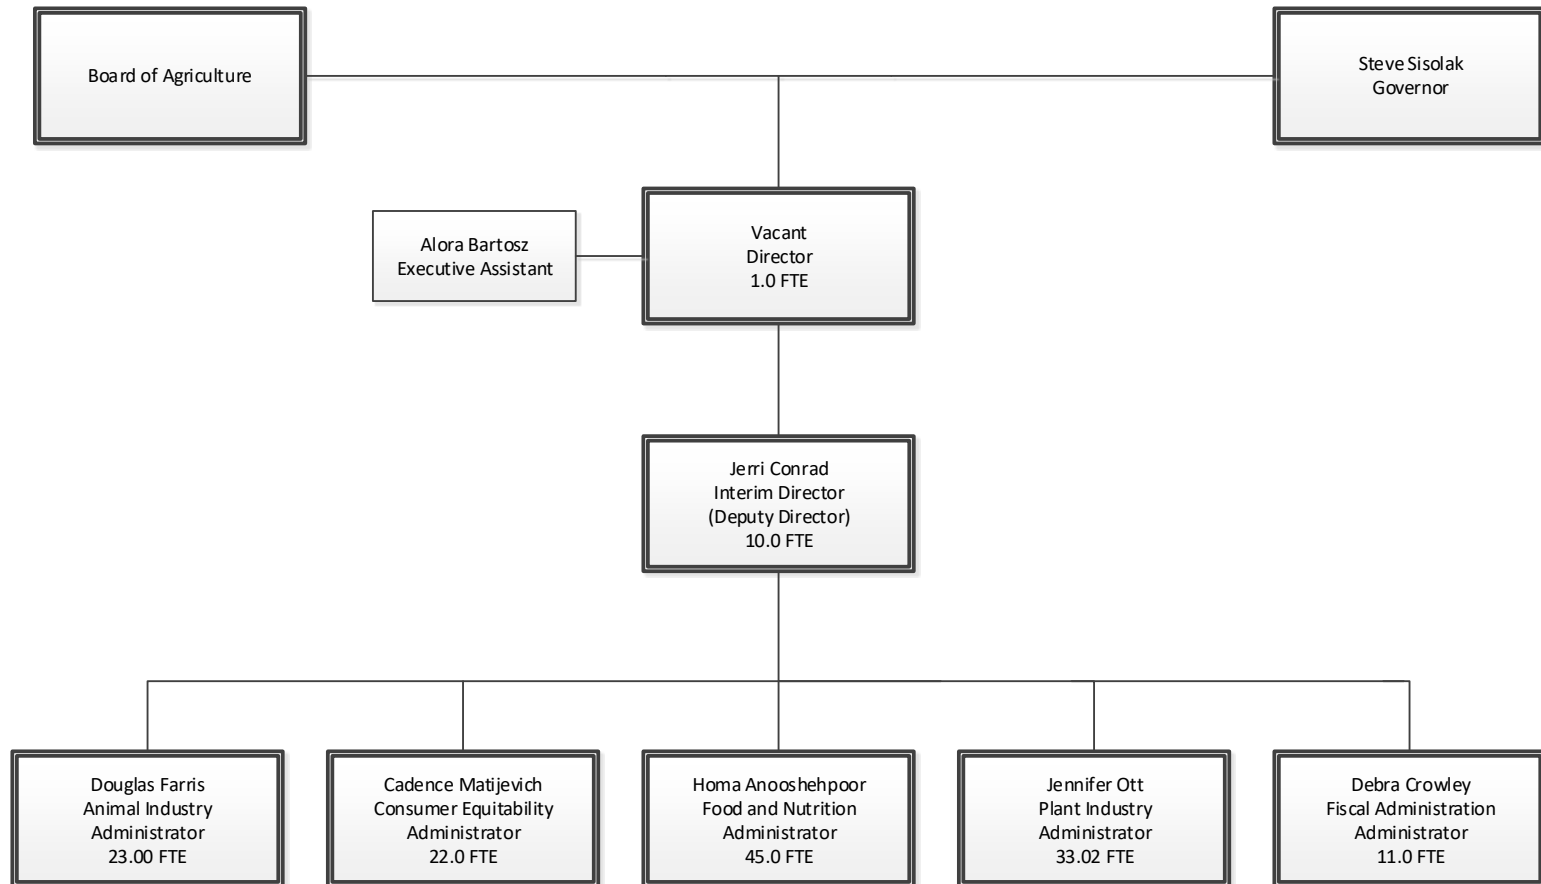 Board of Agriculture
Steve Sisolak
Governor
Alora Bartosz
Executive Assistant
Vacant
Director
1.0 FTE
Jerri Conrad
Interim Director
(Deputy Director)
10.0 FTE
Douglas Farris
Animal Industry
Administrator
23.00 FTE
Cadence Matijevich
Consumer Equitability
Administrator
22.0 FTE
Homa Anooshehpoor
Food and Nutrition
Administrator
45.0 FTE
Jennifer Ott
Plant Industry
Administrator
33.02 FTE
Debra Crowley
Fiscal Administration
Administrator
11.0 FTE